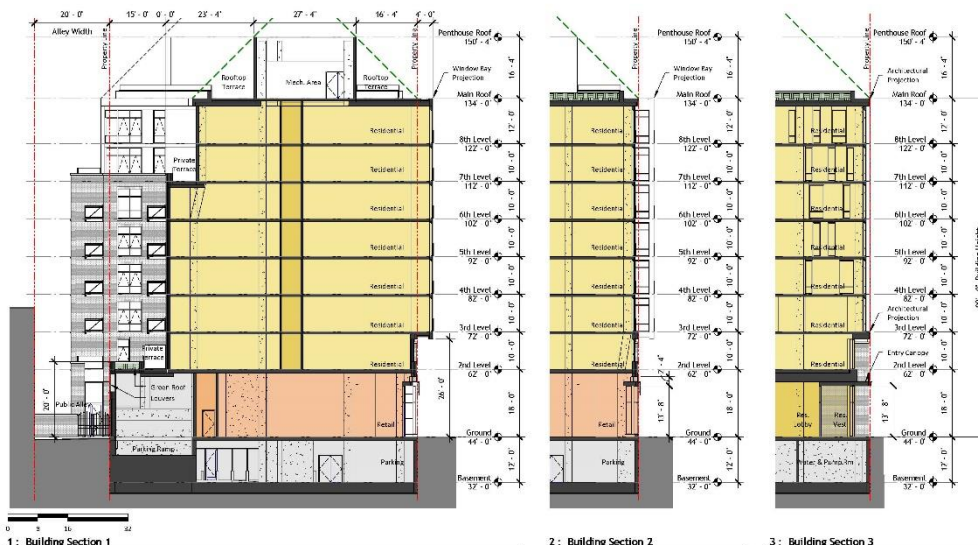 20' - 0"
15' - 0"
0' - 0"
23' - 4"
27' - 4"
16' - 4"
4' - 0"
Alley Width
Property line
Property line
Rooftop
Terrace
Mech. Area
Rooftop
Terrace
Window Bay
Projection
Private
Terrace
Private
Terrace
Green Roof
Louvers
Public Alley
20' - 0"
26' - 0"
Parking Ramp
Parking
Retail
Residential
Residential
Residential
Residential
Residential
Residential
Residential
Penthouse Roof
150' - 4"
16' - 4"
Main Roof
134' - 0"
12' - 0"
8th Level
122' - 0"
10' - 0"
7th Level
112' - 0"
10' - 0"
6th Level
102' - 0"
10' - 0"
5th Level
92' - 0"
10' - 0"
4th Level
82' - 0"
10' - 0"
3rd Level
72' - 0"
10' - 0"
2nd Level
62' - 0"
18' - 0"
Ground
44' - 0"
12' - 0"
Basement
32' - 0"
0
16
32
1 : Building Section 1
Property line
Window Bay
Projection
Residential
Residential
Residential
Residential
Residential
Residential
Residential
Retail
Parking
13' - 8"
Penthouse Roof
150' - 4"
16' - 4"
Main Roof
134' - 0"
12' - 0"
8th Level
122' - 0"
10' - 0"
7th Level
112' - 0"
10' - 0"
6th Level
102' - 0"
10' - 0"
5th Level
92' - 0"
10' - 0"
4th Level
82' - 0"
10' - 0"
3rd Level
72' - 0"
10' - 0"
2nd Level
62' - 0"
18' - 0"
Ground
44' - 0"
12' - 0"
Basement
32' - 0"
2 : Building Section 2
Property line
Architectural
Projection
Residential
Residential
Residential
Residential
Residential
Residential
Residential
Architectural
Projection
Entry Canopy
Res.
Lobby
Res.
Vest
13' - 8"
Penthouse Roof
150' - 4"
16' - 4"
Main Roof
134' - 0"
12' - 0"
8th Level
122' - 0"
10' - 0"
7th Level
112' - 0"
10' - 0"
6th Level
102' - 0"
10' - 0"
5th Level
92' - 0"
10' - 0"
4th Level
82' - 0"
10' - 0"
3rd Level
72' - 0"
10' - 0"
2nd Level
62' - 0"
18' - 0"
Ground
44' - 0"
12' - 0"
Basement
32' - 0"
3 : Building Section 3